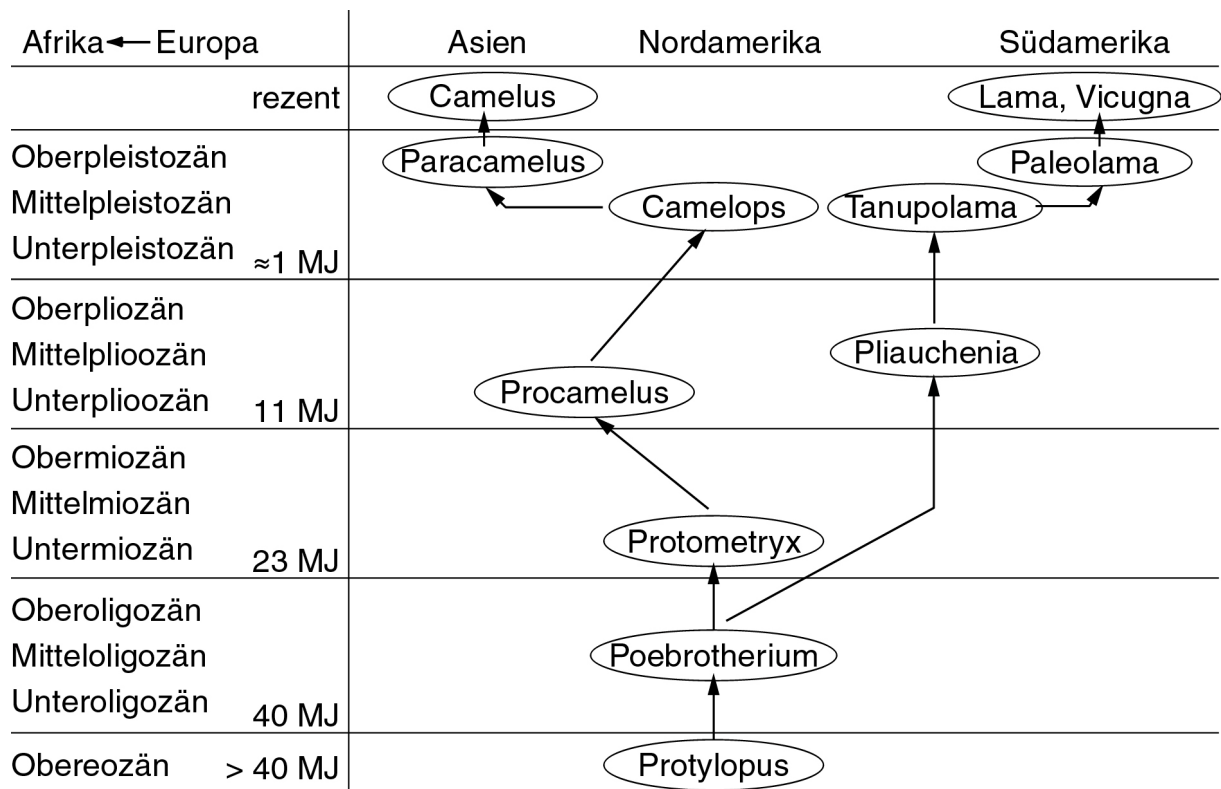 Afrika Europa Asien Nordamerika Südamerika
rezent Camelus Lama, Vicugna
Oberpleistozän Paracamelus Paleolama
Mittelpleistozän Camelops Tanupolama
Unterpleistozän ≈1 MJ
Oberpliozän
Mittelplioozän Pliauchenia
Unterplioozän 11 MJ Procamelus
Obermiozän
Mittelmiozän
Untermiozän 23 MJ Protometryx
Oberoligozän
Mitteloligozän Poebrotherium
Unteroligozän 40 MJ
Obereozän > 40 MJ Protylopus